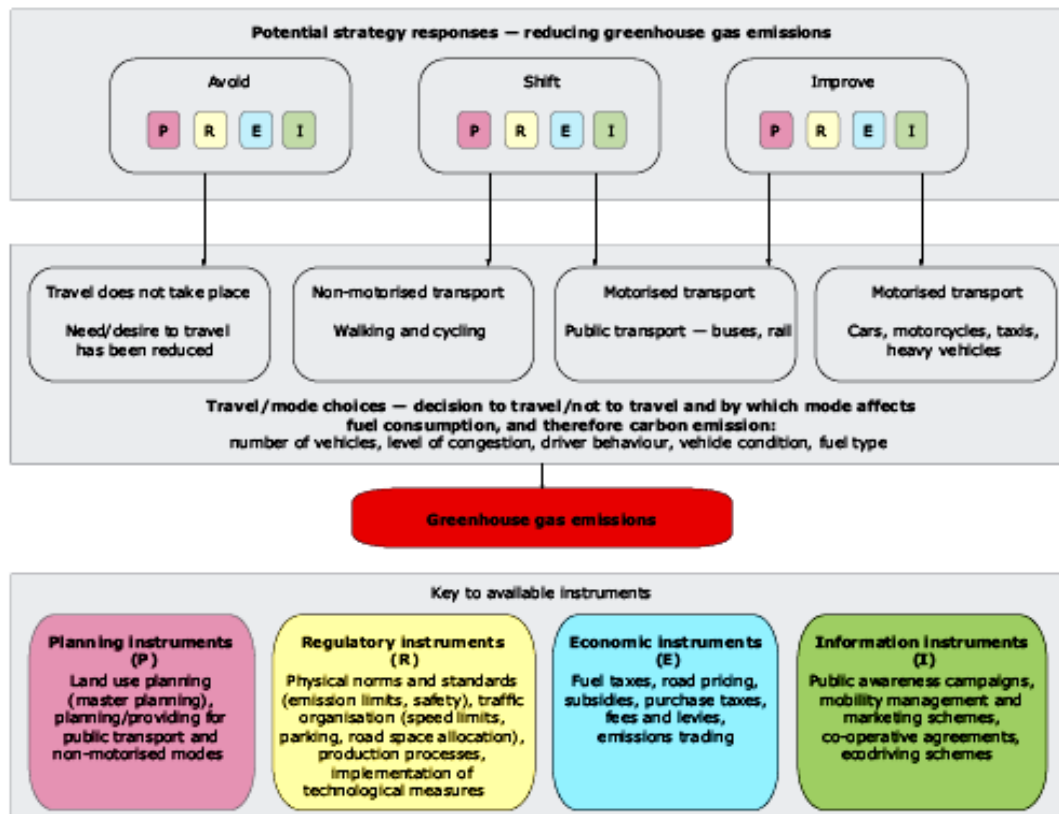 Potential strategy responses — reducing greenhouse gas emissions
Avoid
P R E I
Shift
P R E I
Improve
P R E I
Travel does not take place
Need/desire to travel
has been reduced
Non-motorised transport
Walking and cycling
Motorised transport
Public transport — buses, rail
Motorised transport
Cars, motorcycles, taxis,
heavy vehicles
Travel/mode choices — decision to travel/not to travel and by which mode affects
fuel consumption, and therefore carbon emission:
number of vehicles, level of congestion, driver behaviour, vehicle condition, fuel type
Greenhouse gas emissions
Key to available instruments
Planning instruments
(P)
Land use planning
(master planning),
planning/providing for
public transport and
non-motorised modes
Regulatory instruments
(R)
Physical norms and standards
(emission limits, safety), traffic
organisation (speed limits,
parking, road space allocation),
production processes,
implementation of
technological measures
Economic instruments
(E)
Fuel taxes, road pricing,
subsidies, purchase taxes,
fees and levies,
emissions trading
Information instruments
(I)
Public awareness campaigns,
mobility management and
marketing schemes,
co-operative agreements,
ecodriving schemes